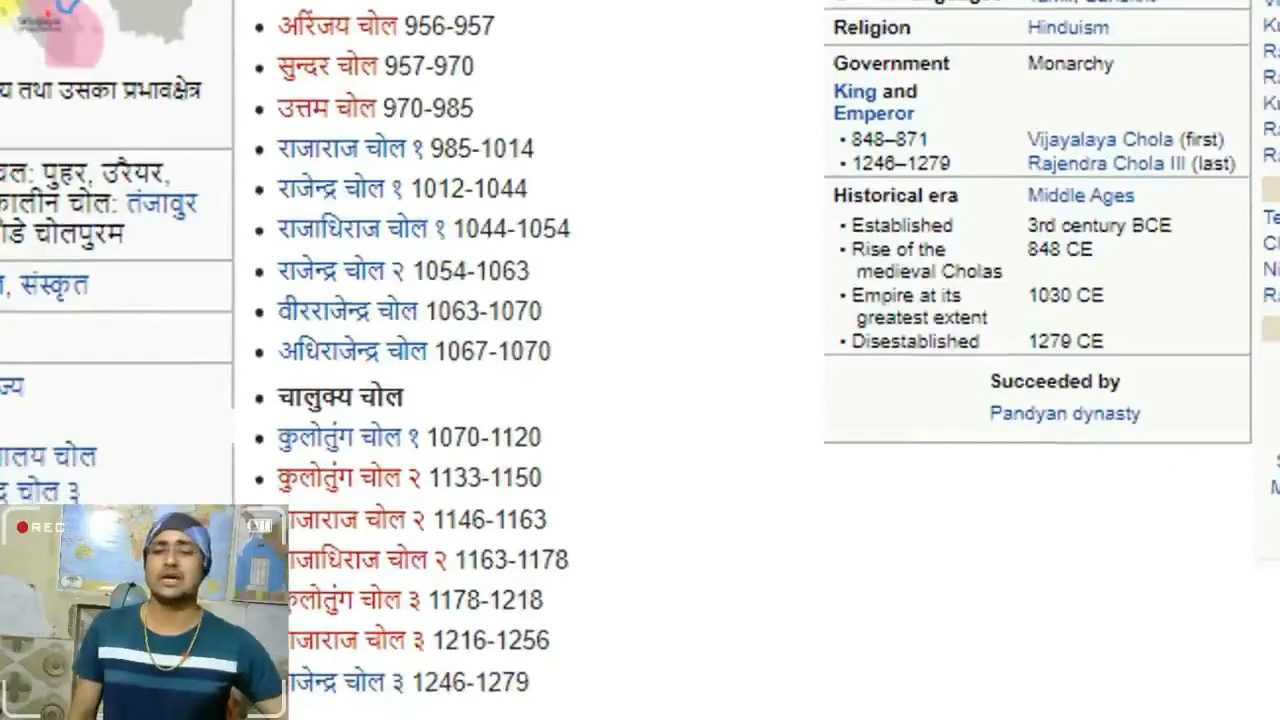 य तथा उसका प्रभावक्षेत्र
पुहर, उरैयर,
चोल: तंजावुर
चोलपुरम
संस्कृत
चोल
चोल ३
REC
अरिंजय चोल 956-957
सुन्दर चोल 957-970
उत्तम चोल 970-985
राजाराज चोल १ 985-1014
राजेन्द्र चोल १ 1012-1044
राजाधिराज चोल १ 1044-1054
राजेन्द्र चोल २ 1054-1063
वीरराजेन्द्र चोल 1063-1070
अधिराजेन्द्र चोल 1067-1070
चालुक्य चोल
कुलोतुंग चोल १ 1070-1120
कुलोतुंग चोल २ 1133-1150
ाजाराज चोल २ 1146-1163
ाजाधिराज चोल २ 1163-1178
लोतुंग चोल ३ 1178-1218
ाजाराज चोल ३ 1216-1256
ाजेन्द्र चोल ३ 1246-1279
Religion Hinduism
Government Monarchy
King and
Emperor
• 848–871 Vijayalaya Chola (first)
• 1246–1279 Rajendra Chola III (last)
Historical era Middle Ages
• Established 3rd century BCE
• Rise of the 848 CE
medieval Cholas
• Empire at its 1030 CE
greatest extent
• Disestablished 1279 CE
Succeeded by
Pandyan dynasty